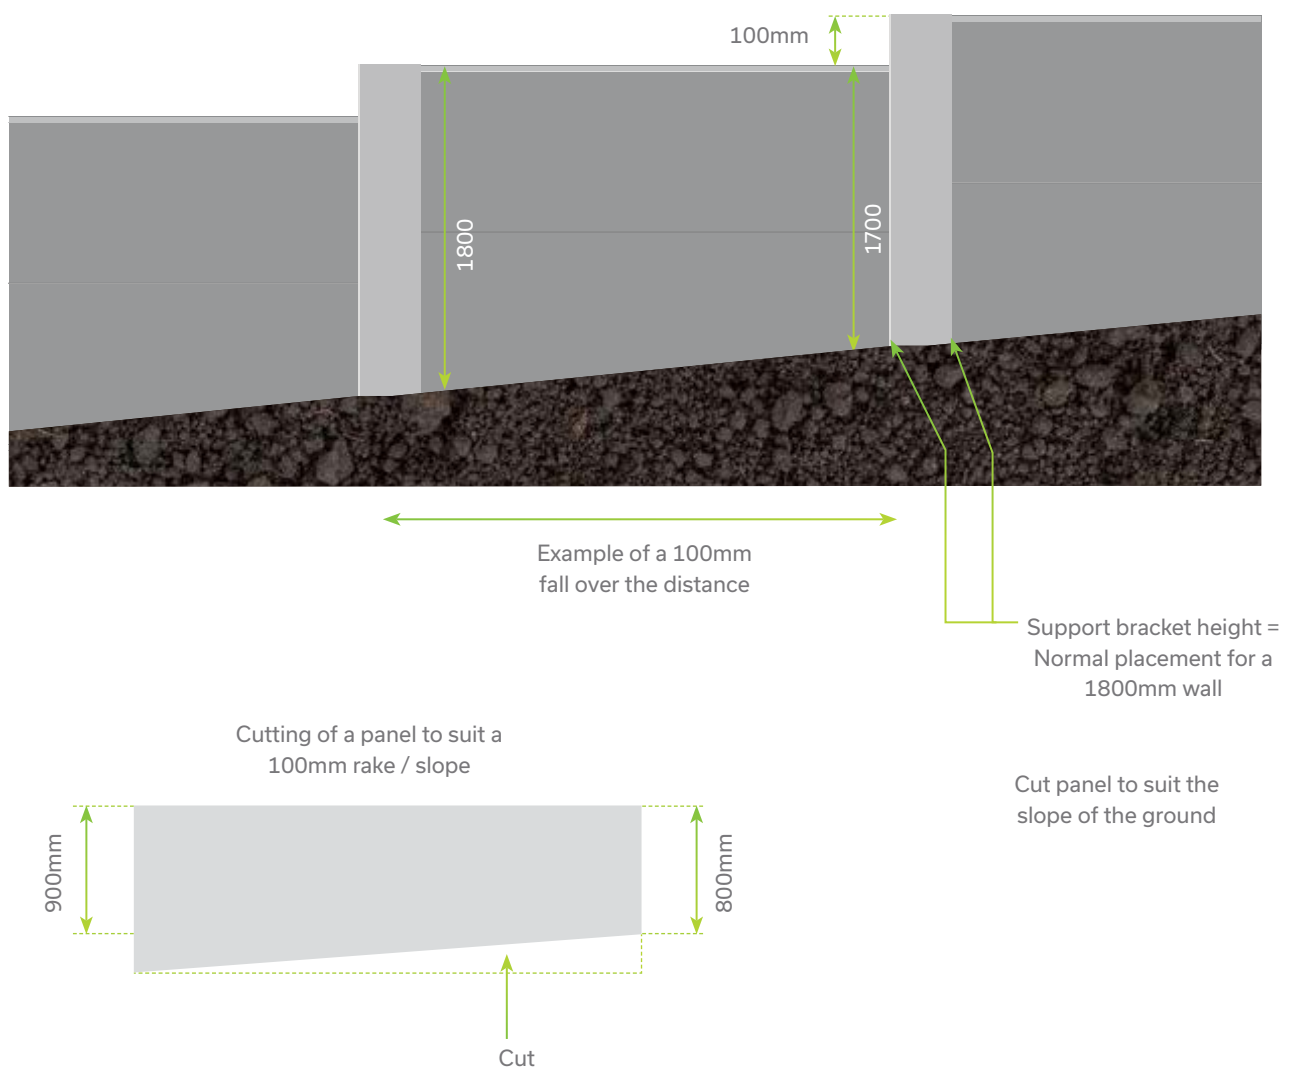 100mm
1800
1700
Example of a 100mm
fall over the distance
Support bracket height =
Normal placement for a
1800mm wall
Cutting of a panel to suit a
100mm rake / slope
Cut panel to suit the
slope of the ground
900mm
800mm
Cut